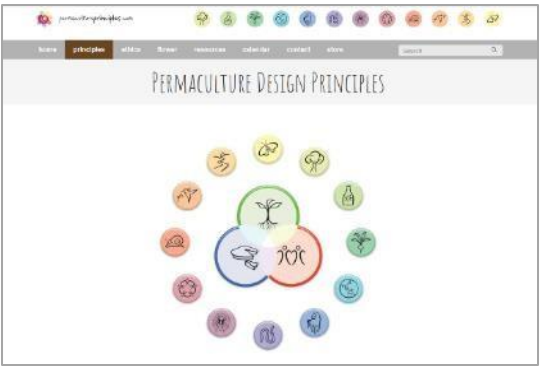 permacultureprinciples.com
home principles ethics flower resources calendar contact store
search
PERMACULTURE DESIGN PRINCIPLES